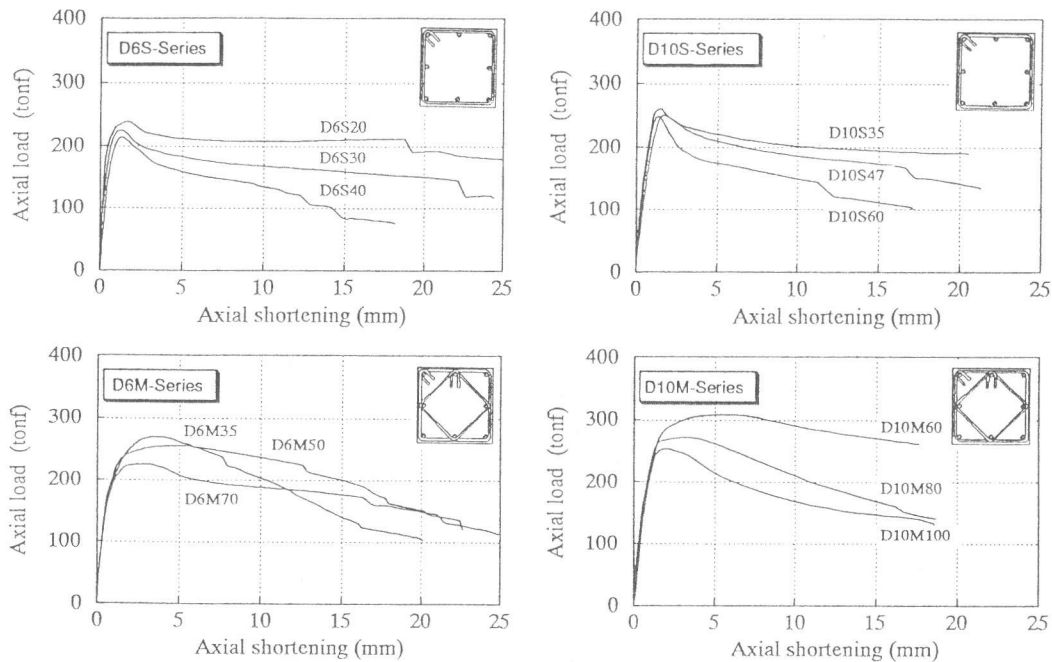 400
300
200
100
0
Axial load (tonf)
D6S-Series
D6S20
D6S30
D6S40
0 5 10 15 20 25
Axial shortening (mm)
400
300
200
100
0
Axial load (tonf)
D10S-Series
D10S35
D10S47
D10S60
0 5 10 15 20 25
Axial shortening (mm)
400
300
200
100
0
Axial load (tonf)
D6M-Series
D6M35
D6M50
D6M70
0 5 10 15 20 25
Axial shortening (mm)
400
300
200
100
0
Axial load (tonf)
D10M-Series
D10M60
D10M80
D10M100
0 5 10 15 20 25
Axial shortening (mm)